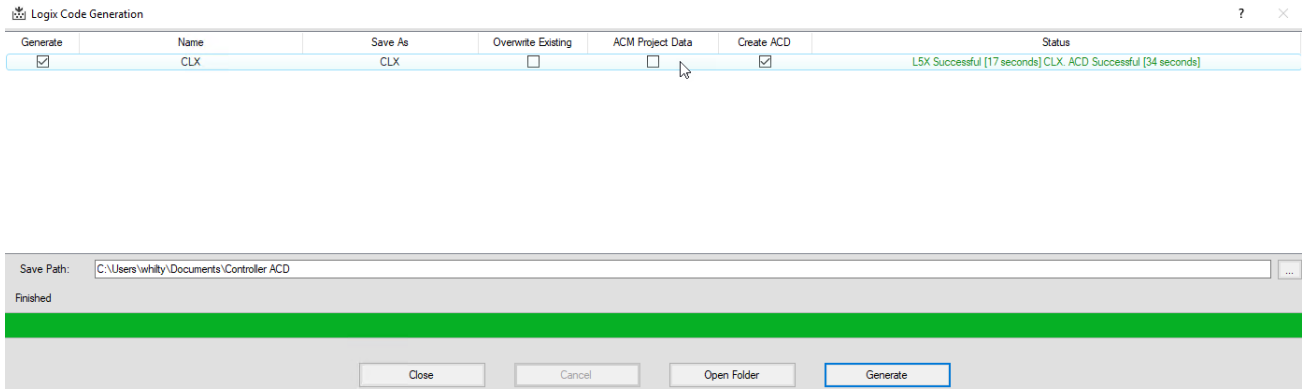 Logix Code Generation ?
Generate Name Save As Overwrite Existing ACM Project Data Create ACD Status
CLX CLX L5X Successful [17 seconds] CLX. ACD Successful [34 seconds]
Save Path: C:\Users\whilty\Documents\Controller ACD ...
Finished
Close Cancel Open Folder Generate